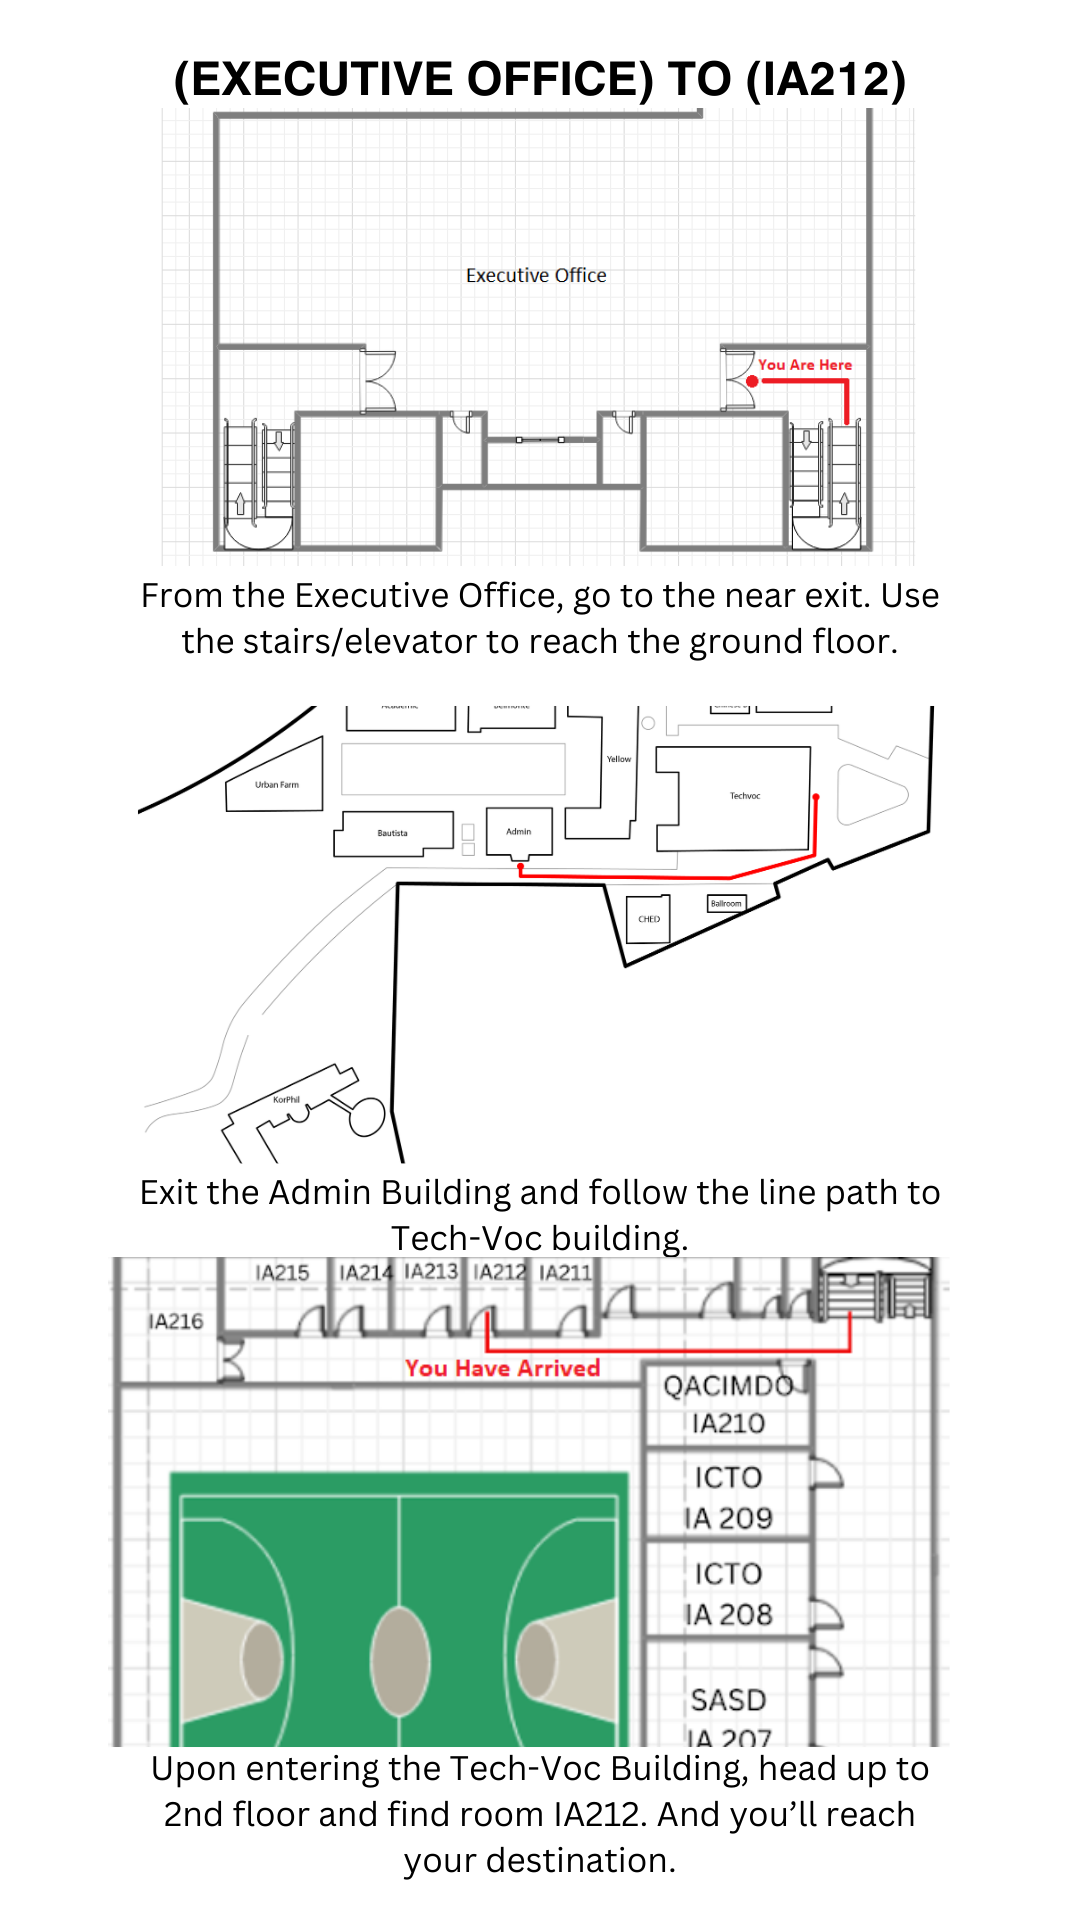 (EXECUTIVE OFFICE) TO (IA212)
Executive Office
You Are Here
From the Executive Office, go to the near exit. Use
the stairs/elevator to reach the ground floor.
Academic
Belmonte
Yellow
Urban Farm
Techvoc
Bautista
Admin
CHED
Ballroom
KorPhil
Exit the Admin Building and follow the line path to
Tech-Voc building.
IA215
IA214
IA213
IA212
IA211
IA216
You Have Arrived
QACIMDO
IA210
ICTO
IA 209
ICTO
IA 208
SASD
IA 207
Upon entering the Tech-Voc Building, head up to
2nd floor and find room IA212. And you’ll reach
your destination.